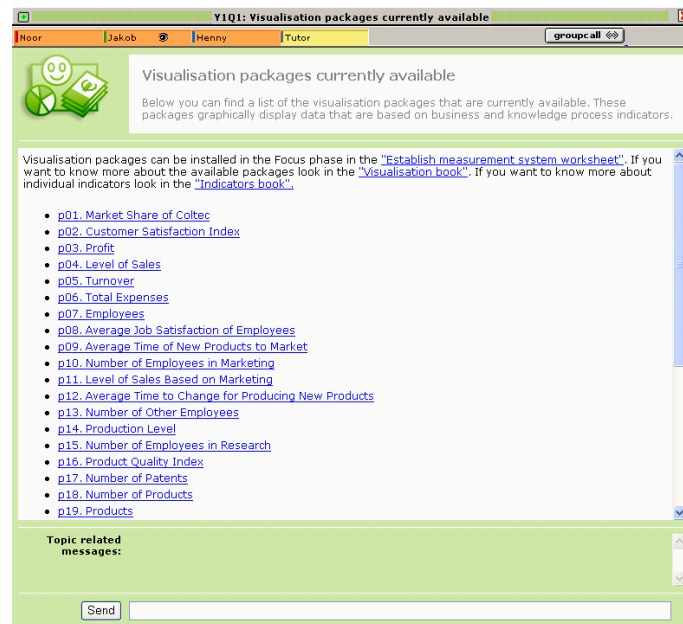 Y1Q1: Visualisation packages currently available
Noor Jakob Henny Tutor groupcall
Visualisation packages currently available
Below you can find a list of the visualisation packages that are currently available. These
packages graphically display data that are based on business and knowledge process indicators.
Visualisation packages can be installed in the Focus phase in the "Establish measurement system worksheet". If you
want to know more about the available packages look in the "Visualisation book". If you want to know more about
individual indicators look in the "Indicators book".
• p01. Market Share of Coltec
• p02. Customer Satisfaction Index
• p03. Profit
• p04. Level of Sales
• p05. Turnover
• p06. Total Expenses
• p07. Employees
• p08. Average Job Satisfaction of Employees
• p09. Average Time of New Products to Market
• p10. Number of Employees in Marketing
• p11. Level of Sales Based on Marketing
• p12. Average Time to Change for Producing New Products
• p13. Number of Other Employees
• p14. Production Level
• p15. Number of Employees in Research
• p16. Product Quality Index
• p17. Number of Patents
• p18. Number of Products
• p19. Products
Topic related
messages:
Send